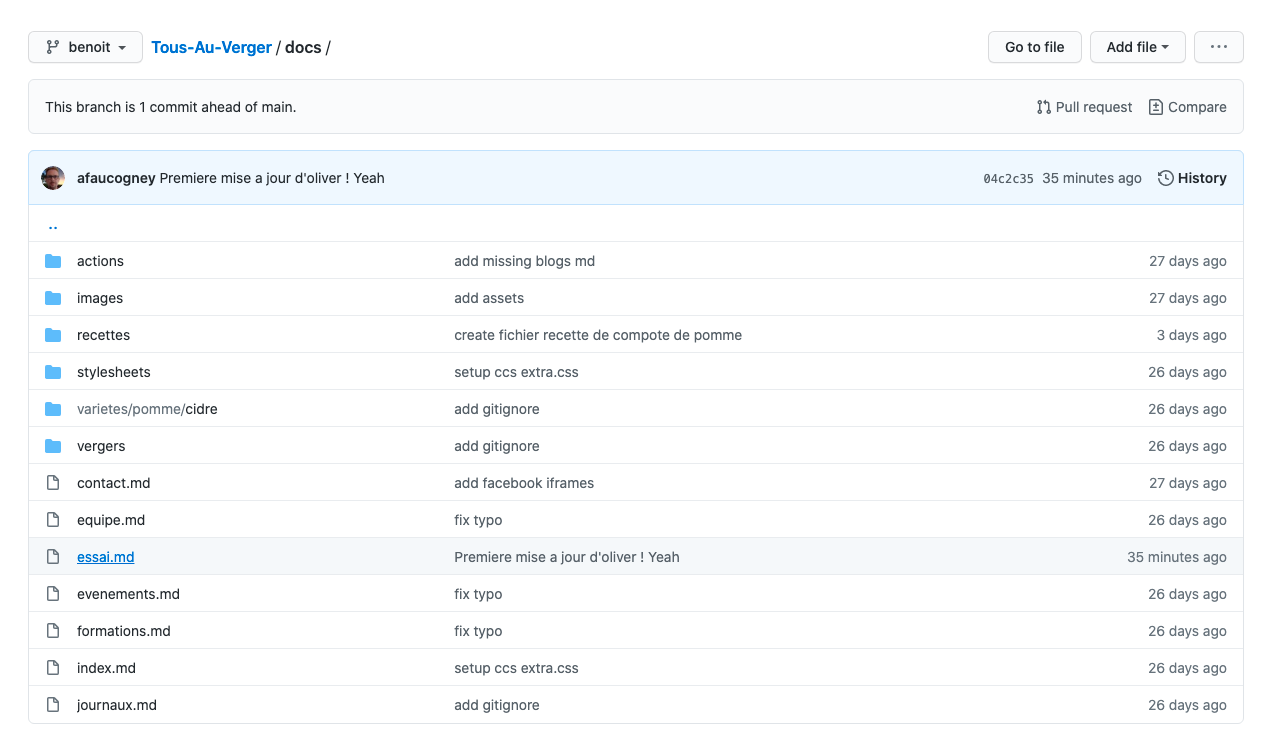 benoit Tous-Au-Verger / docs / Go to file Add file ...
This branch is 1 commit ahead of main. Pull request Compare
afaucogney Premiere mise a jour d'oliver ! Yeah 04c2c35 35 minutes ago History
..
actions add missing blogs md 27 days ago
images add assets 27 days ago
recettes create fichier recette de compote de pomme 3 days ago
stylesheets setup ccs extra.css 26 days ago
varietes/pomme/cidre add gitignore 26 days ago
vergers add gitignore 26 days ago
contact.md add facebook iframes 27 days ago
equipe.md fix typo 26 days ago
essai.md Premiere mise a jour d'oliver ! Yeah 35 minutes ago
evenements.md fix typo 26 days ago
formations.md fix typo 26 days ago
index.md setup ccs extra.css 26 days ago
journaux.md add gitignore 26 days ago